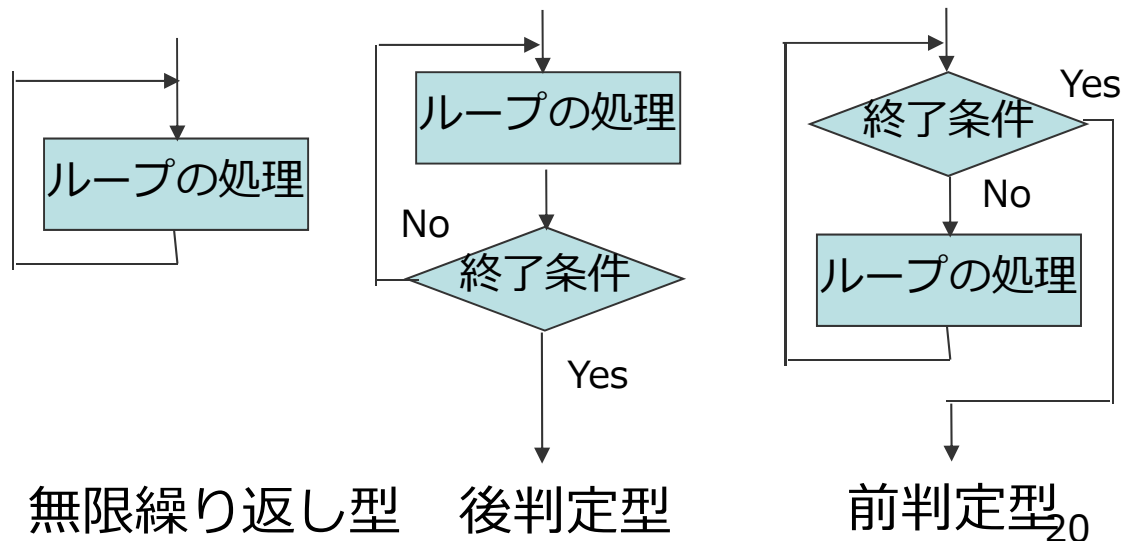 ループの処理
無限繰り返し型
ループの処理
No
終了条件
Yes
後判定型
終了条件
Yes
No
ループの処理
前判定型
20